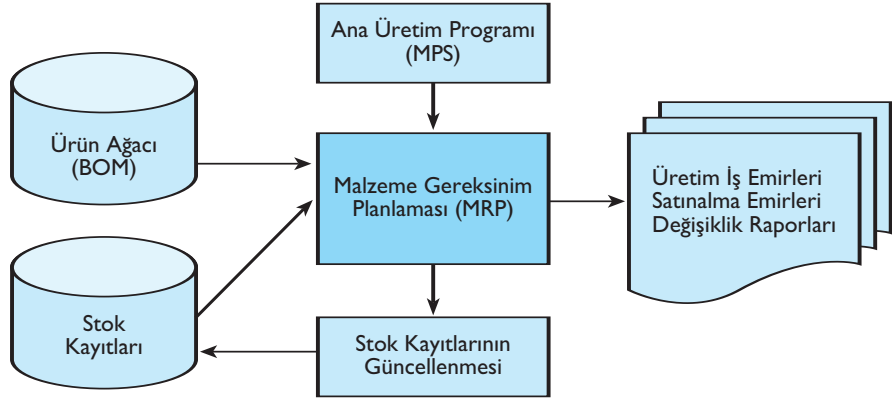 Ana Üretim Programı
(MPS)
Ürün Ağacı
(BOM)
Malzeme Gereksinim
Planlaması (MRP)
Üretim İş Emirleri
Satınalma Emirleri
Değişiklik Raporları
Stok
Kayıtları
Stok Kayıtlarının
Güncellenmesi